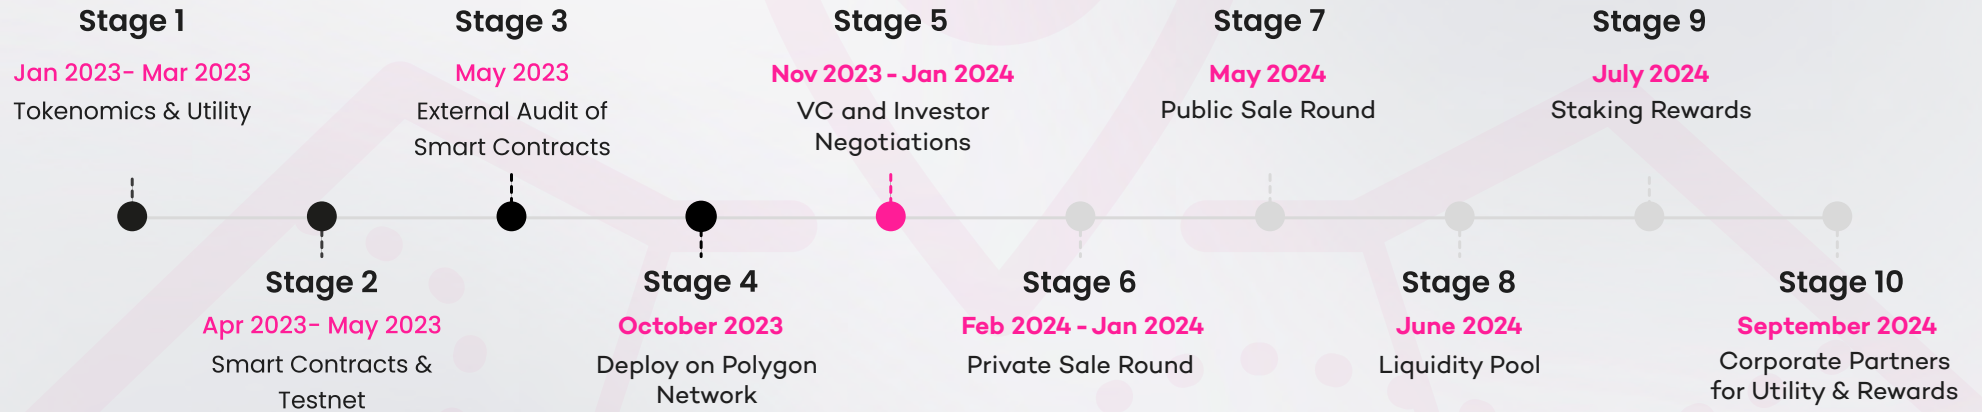 Stage 1
Jan 2023- Mar 2023
Tokenomics & Utility
Stage 2
Apr 2023- May 2023
Smart Contracts &
Testnet
Stage 3
May 2023
External Audit of
Smart Contracts
Stage 4
October 2023
Deploy on Polygon
Network
Stage 5
Nov 2023 - Jan 2024
VC and Investor
Negotiations
Stage 6
Feb 2024 - Jan 2024
Private Sale Round
Stage 7
May 2024
Public Sale Round
Stage 8
June 2024
Liquidity Pool
Stage 9
July 2024
Staking Rewards
Stage 10
September 2024
Corporate Partners
for Utility & Rewards